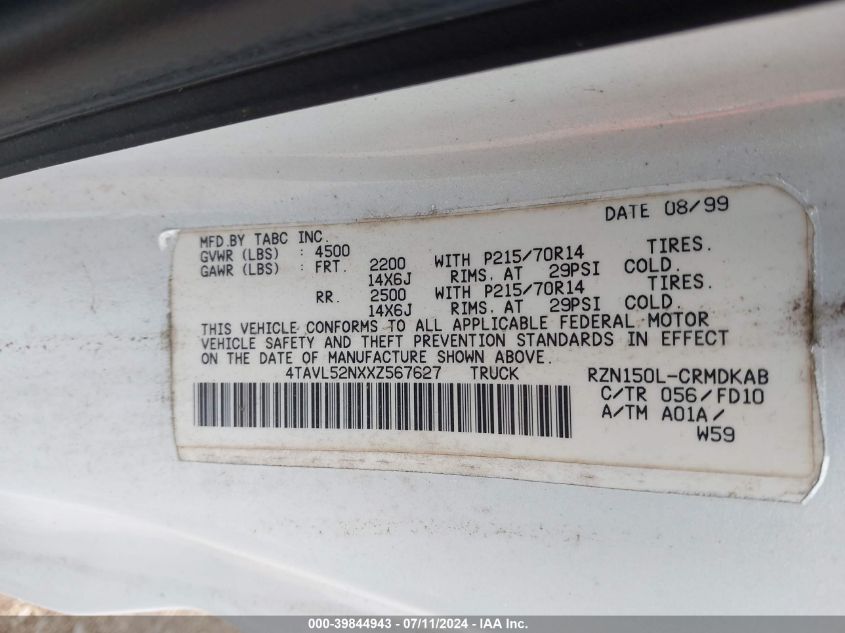 DATE 08/99
MFD.BY TABC INC.
GVWR (LBS) : 4500
GAWR (LBS) : FRT. 2200 WITH P215/70R14 TIRES.
14X6J RIMS. AT 29PSI COLD.
RR. 2500 WITH P215/70R14 TIRES.
14X6J RIMS. AT 29PSI COLD.
THIS VEHICLE CONFORMS TO ALL APPLICABLE FEDERAL MOTOR
VEHICLE SAFETY AND THEFT PREVENTION STANDARDS IN EFFECT
ON THE DATE OF MANUFACTURE SHOWN ABOVE.
4TAVL52NXXZ567627 TRUCK RZN150L-CRMDKAB
C/TR 056/FD10
A/TM A01A/
W59
000-39844943 - 07/11/2024 - IAA Inc.